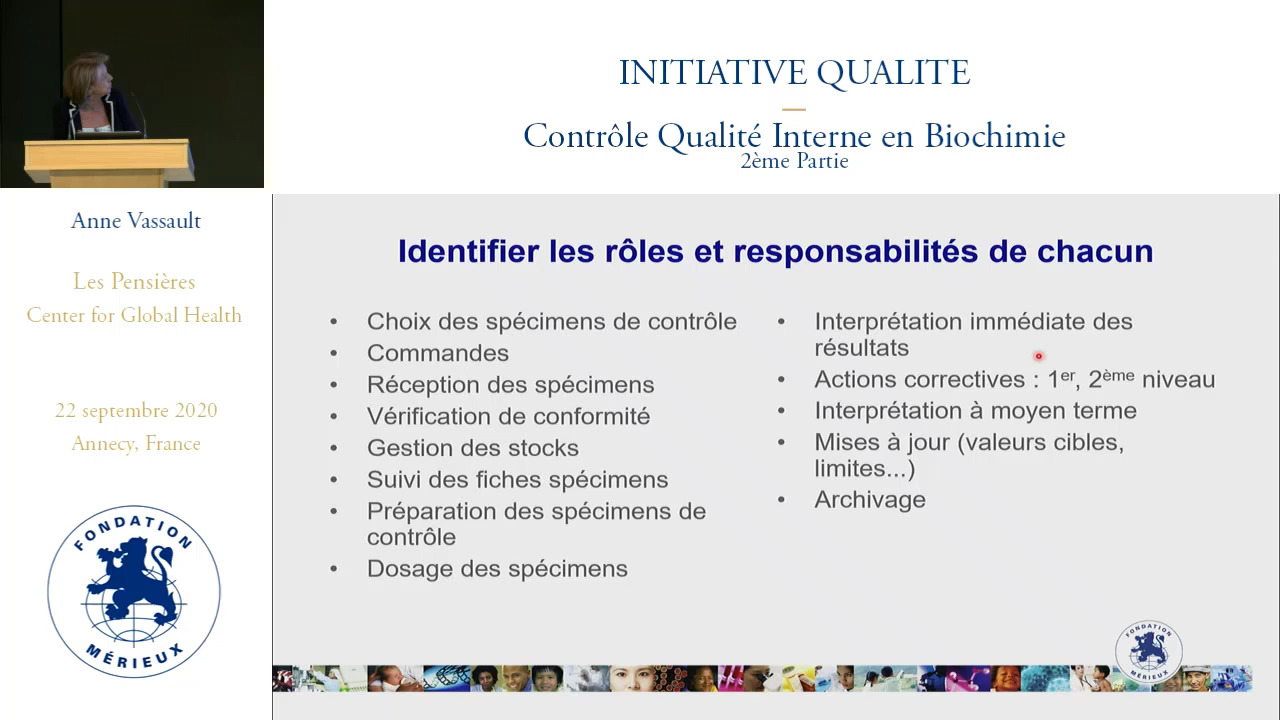 INITIATIVE QUALITE
Contrôle Qualité Interne en Biochimie
2ème Partie
Anne Vassault
Les Pensières
Center for Global Health
22 septembre 2020
Annecy, France
FONDATION
MÉRIEUX
Identifier les rôles et responsabilités de chacun
• Choix des spécimens de contrôle
• Commandes
• Réception des spécimens
• Vérification de conformité
• Gestion des stocks
• Suivi des fiches spécimens
• Préparation des spécimens de
contrôle
• Dosage des spécimens
• Interprétation immédiate des
résultats
• Actions correctives : 1er, 2ème niveau
• Interprétation à moyen terme
• Mises à jour (valeurs cibles,
limites...)
• Archivage
FONDATION
MÉRIEUX